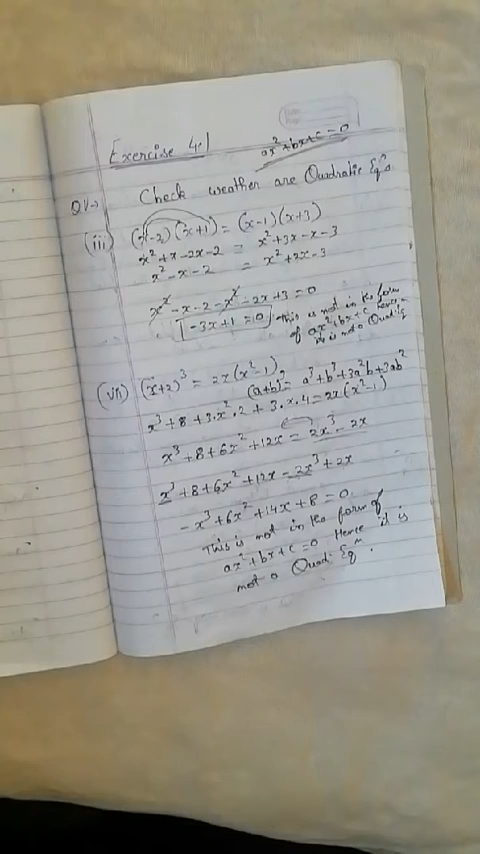 Exercise 4.1
ax² + bx + c = 0
Q1→ Check weather are Quadratic Eqⁿs
(iii) (x-2)(x+1) = (x-1)(x+3)
x² + x - 2x - 2 = x² + 3x - x - 3
x² - x - 2 = x² + 2x - 3
x² - x - 2 - x² - 2x + 3 = 0
-3x + 1 = 0
This is not in the form
of ax² + bx + c Hence
it is not a Quad. Eq
(vii) (x+2)³ = 2x(x² - 1),
(a+b)³ = a³ + b³ + 3a²b + 3ab²
x³ + 8 + 3.x².2 + 3.x.4 = 2x(x² - 1)
x³ + 8 + 6x² + 12x = 2x³ - 2x
x³ + 8 + 6x² + 12x - 2x³ + 2x
- x³ + 6x² + 14x + 8 = 0
This is not in the form of
ax² + bx + c = 0 Hence it is
not a Quad. Eqⁿ.